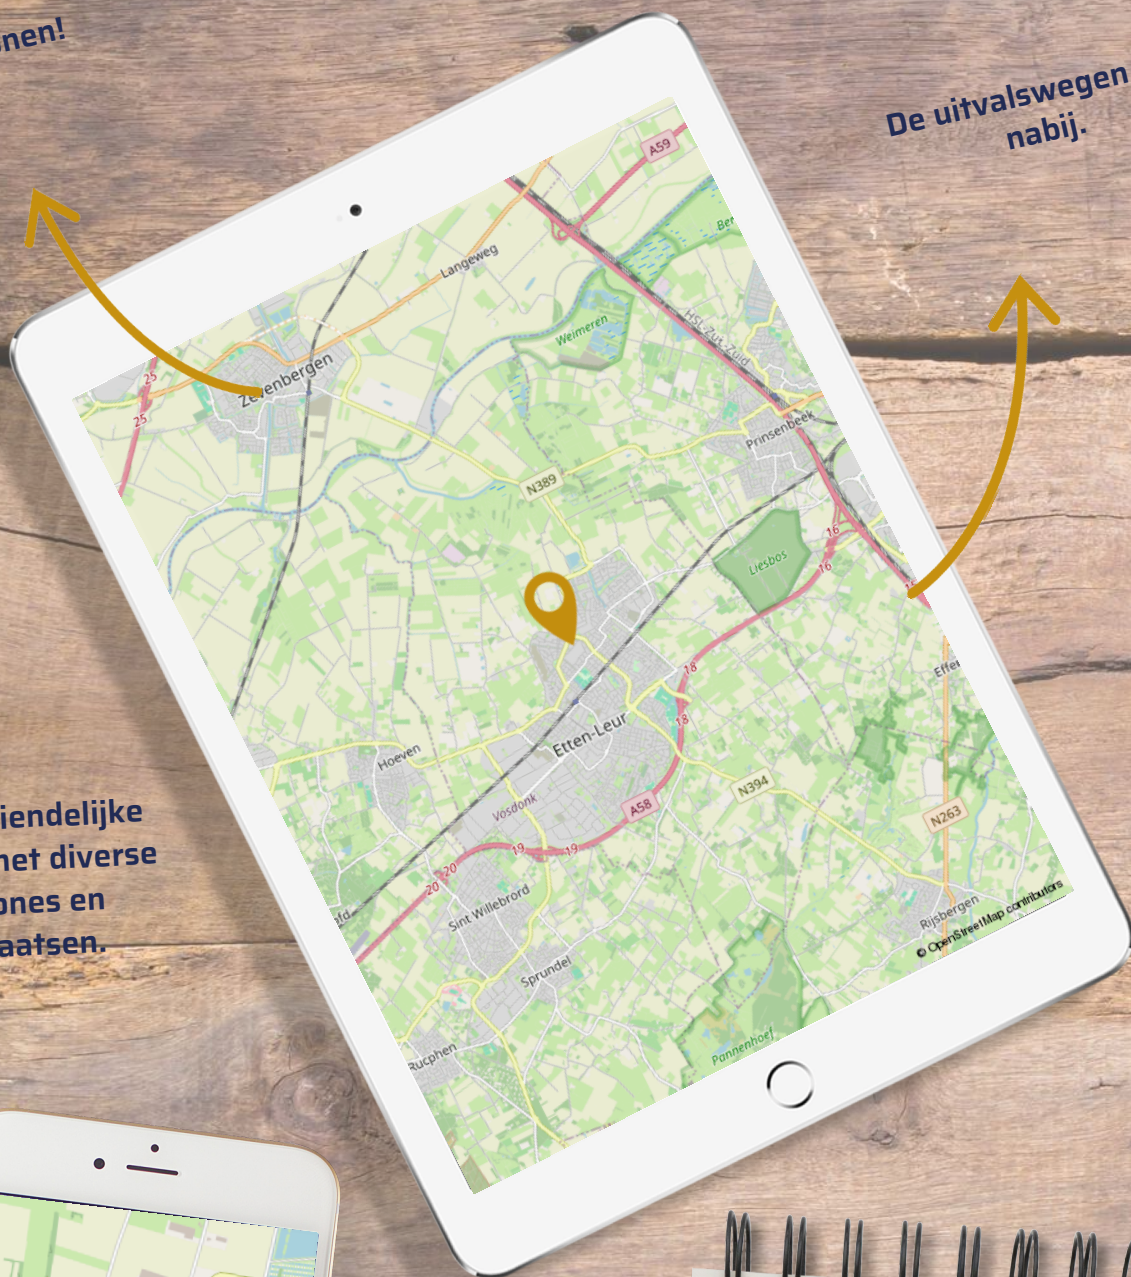 nen!
De uitvalswegen
nabij.
A59
Langeweg
Weimeren
HSL-Zuid
25
25
Prinsenbeek
N389
16
16
Liesbos
18
18
Etten-Leur
Hoeven
Vosdonk
A58
N394
N263
19
19
20
20
Sint Willebrord
Rijsbergen
© OpenStreetMap contributors
Sprundel
Rucphen
Pannenhoef
iendelijke
net diverse
ones en
aatsen.